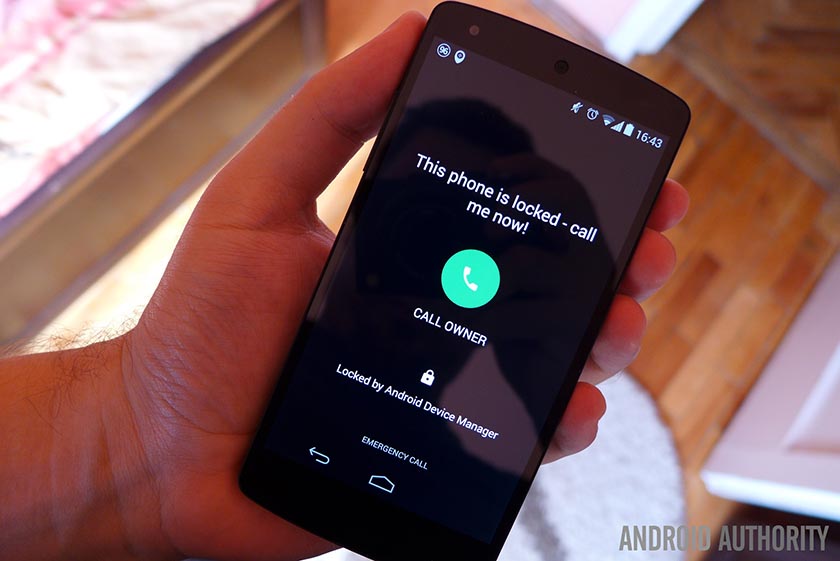 96
16:43
This phone is locked - call
me now!
CALL OWNER
Locked by Android Device Manager
EMERGENCY CALL
ANDROID AUTHORITY